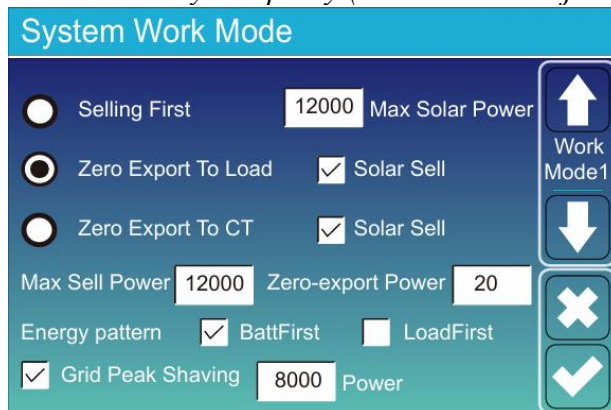 System Work Mode
Selling First 12000 Max Solar Power
Zero Export To Load Solar Sell
Work
Mode1
Zero Export To CT Solar Sell
Max Sell Power 12000 Zero-export Power 20
Energy pattern BattFirst LoadFirst
Grid Peak Shaving 8000 Power